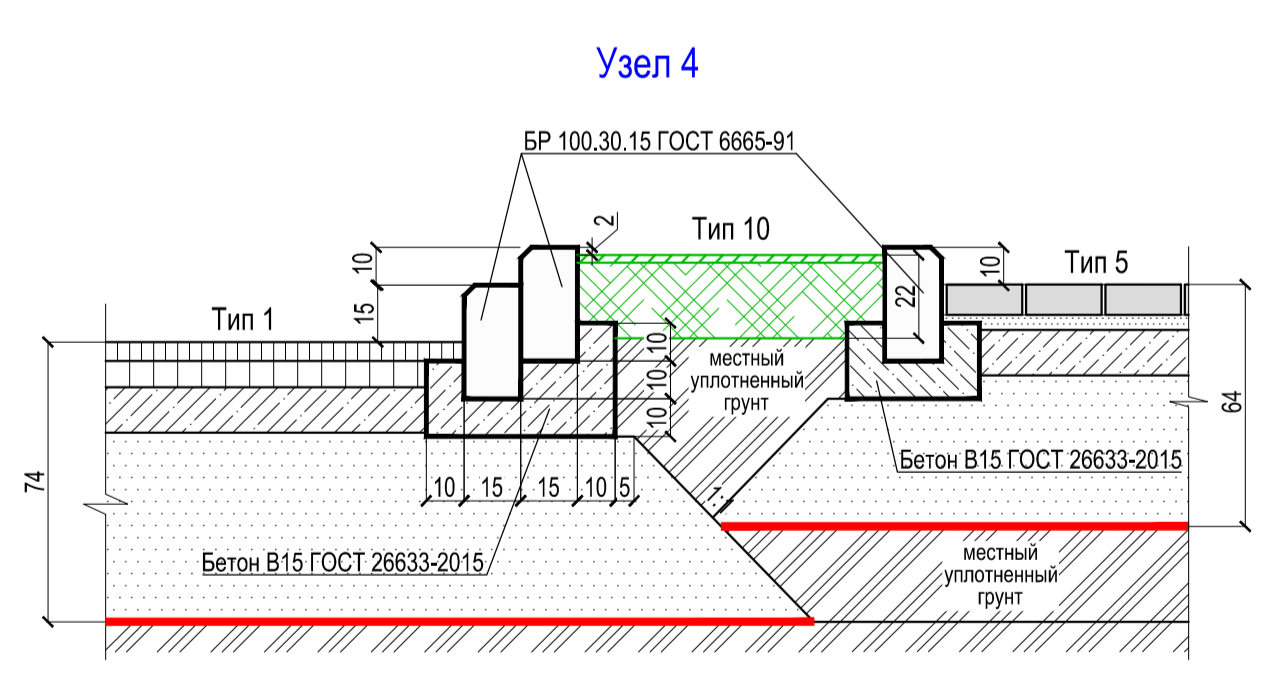 Узел 4
БР 100.30.15 ГОСТ 6665-91
2
Тип 10
10
10
Тип 5
15
22
Тип 1
10
местный
уплотненный
грунт
10
10
64
Бетон В15 ГОСТ 26633-2015
74
10
15
15
10
5
1:1
Бетон В15 ГОСТ 26633-2015
местный
уплотненный
грунт